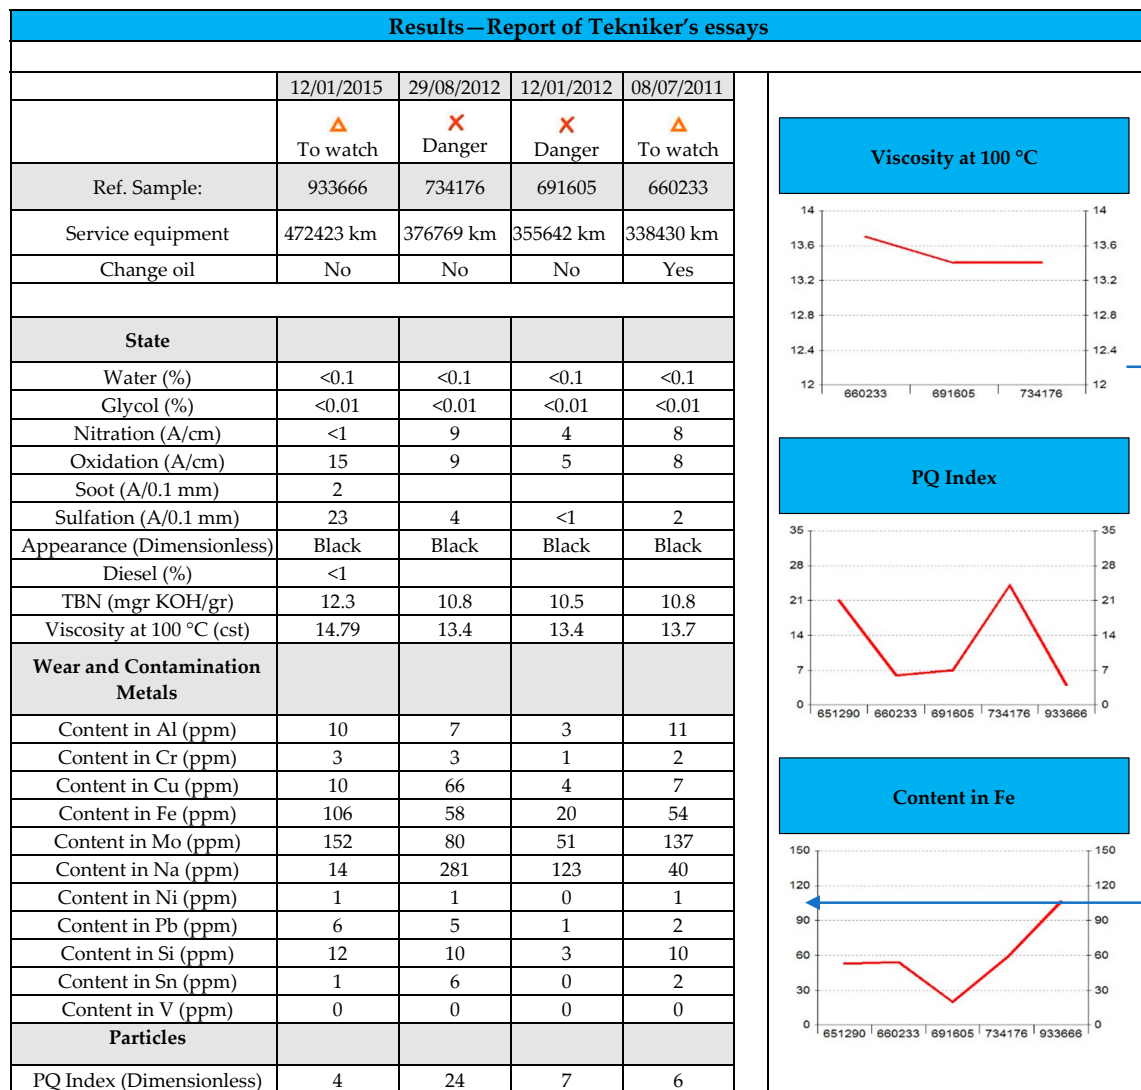 Results—Report of Tekniker's essays
12/01/2015 29/08/2012 12/01/2012 08/07/2011
To watch Danger Danger To watch
Ref. Sample: 933666 734176 691605 660233
Service equipment 472423 km 376769 km 355642 km 338430 km
Change oil No No No Yes
State
Water (%) <0.1 <0.1 <0.1 <0.1
Glycol (%) <0.01 <0.01 <0.01 <0.01
Nitration (A/cm) <1 9 4 8
Oxidation (A/cm) 15 9 5 8
Soot (A/0.1 mm) 2
Sulfation (A/0.1 mm) 23 4 <1 2
Appearance (Dimensionless) Black Black Black Black
Diesel (%) <1
TBN (mgr KOH/gr) 12.3 10.8 10.5 10.8
Viscosity at 100 °C (cst) 14.79 13.4 13.4 13.7
Wear and Contamination
Metals
Content in Al (ppm) 10 7 3 11
Content in Cr (ppm) 3 3 1 2
Content in Cu (ppm) 10 66 4 7
Content in Fe (ppm) 106 58 20 54
Content in Mo (ppm) 152 80 51 137
Content in Na (ppm) 14 281 123 40
Content in Ni (ppm) 1 1 0 1
Content in Pb (ppm) 6 5 1 2
Content in Si (ppm) 12 10 3 10
Content in Sn (ppm) 1 6 0 2
Content in V (ppm) 0 0 0 0
Particles
PQ Index (Dimensionless) 4 24 7 6
Viscosity at 100 °C
14 14
13.6 13.6
13.2 13.2
12.8 12.8
12.4 12.4
12 12
660233 691605 734176
PQ Index
35 35
28 28
21 21
14 14
7 7
0 0
651290 660233 691605 734176 933666
Content in Fe
150 150
120 120
90 90
60 60
30 30
0 0
651290 660233 691605 734176 933666